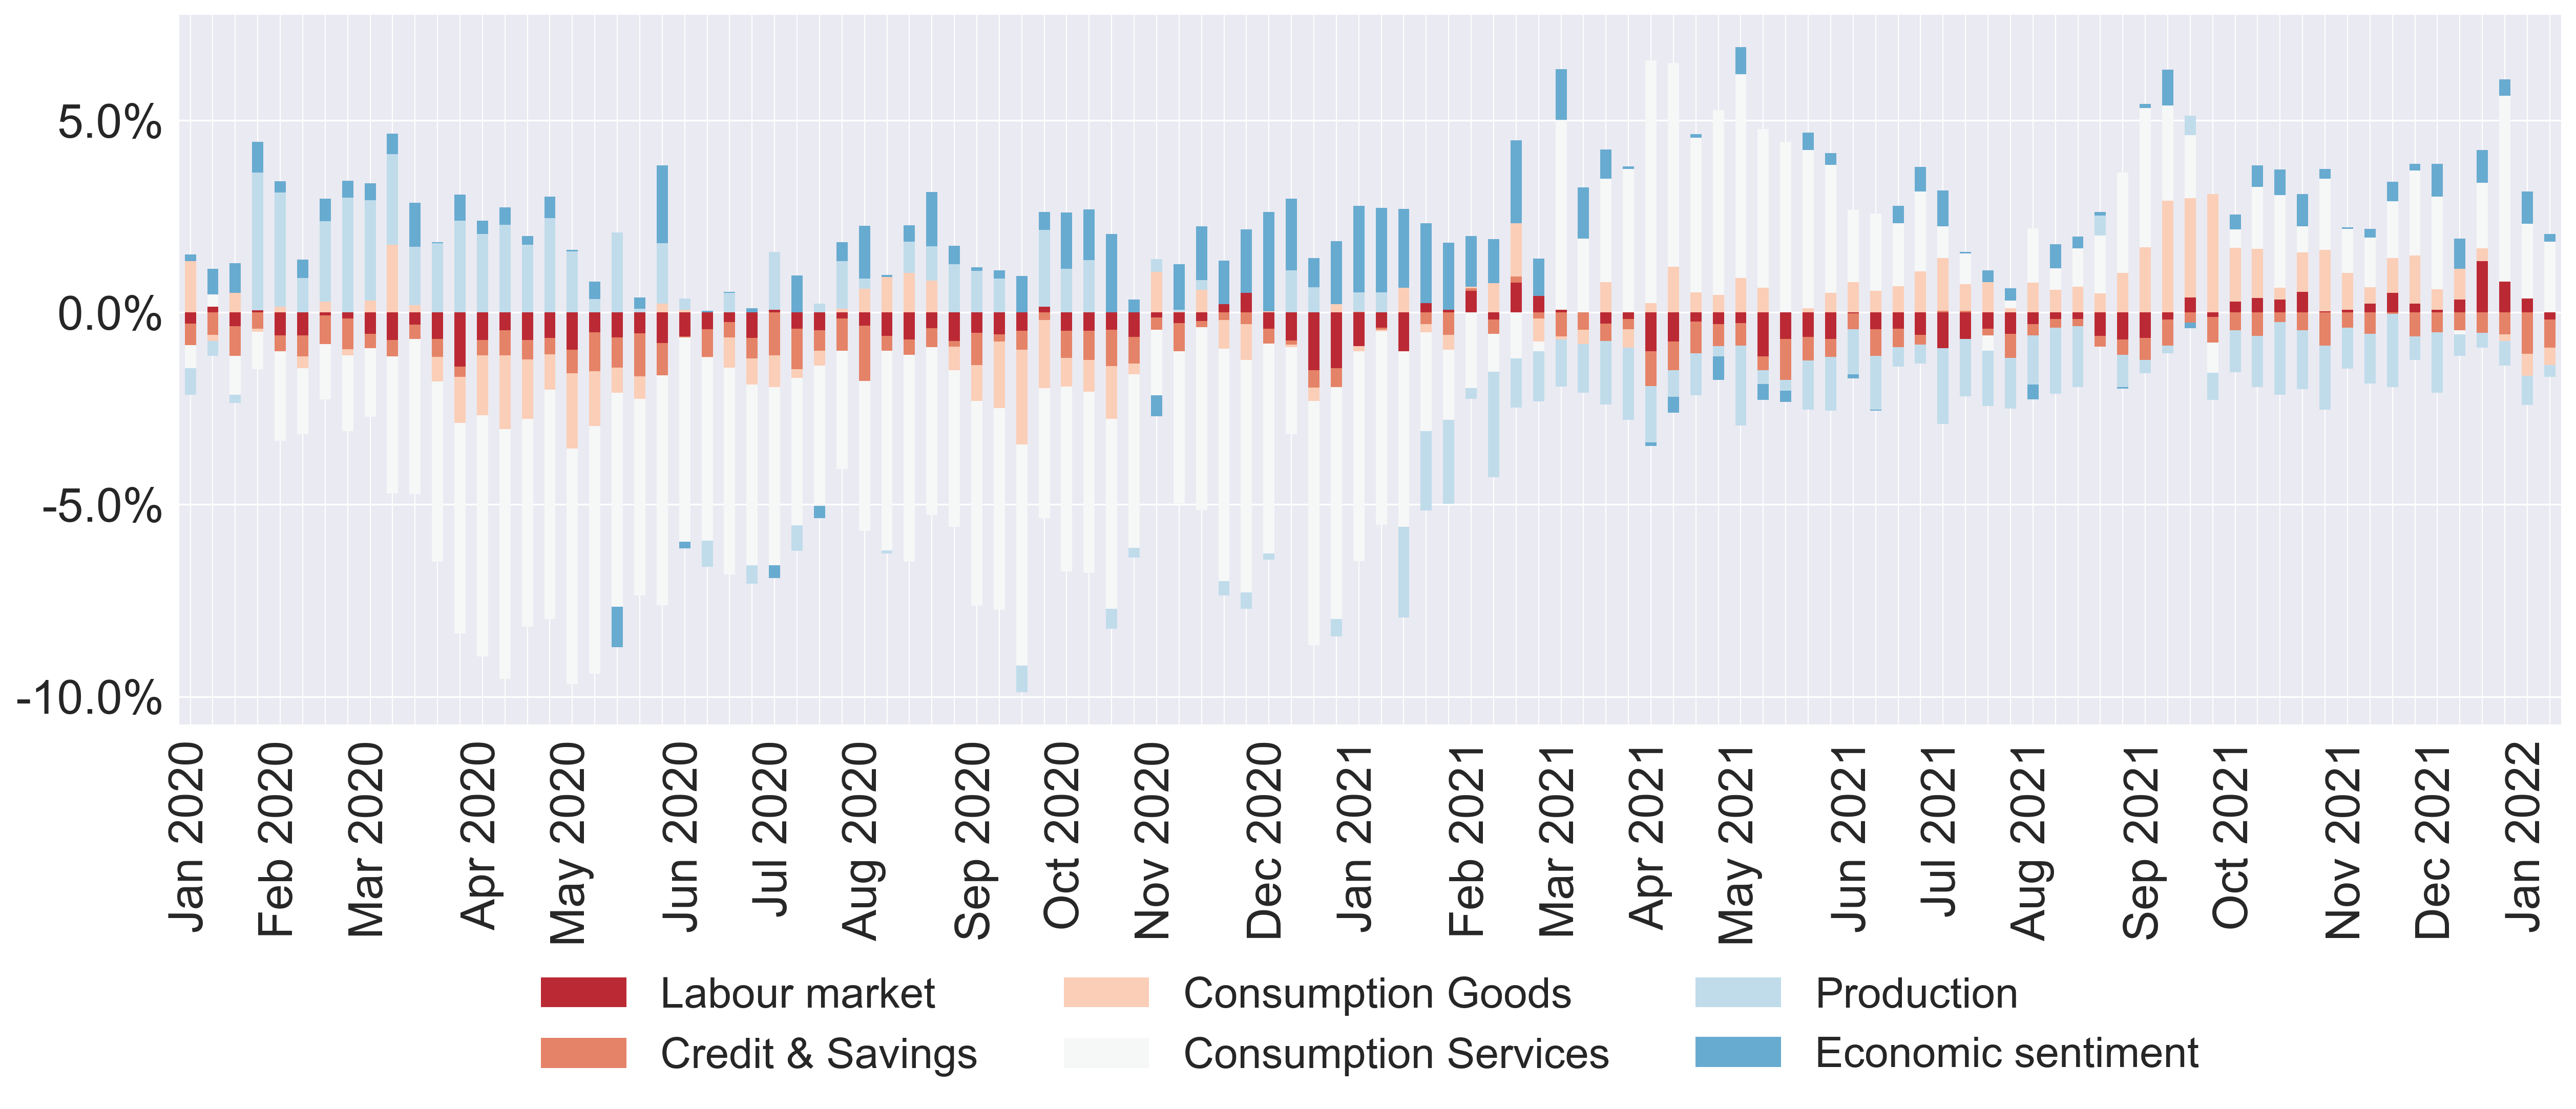 5.0%
0.0%
-5.0%
-10.0%
Jan 2020
Feb 2020
Mar 2020
Apr 2020
May 2020
Jun 2020
Jul 2020
Aug 2020
Sep 2020
Oct 2020
Nov 2020
Dec 2020
Jan 2021
Feb 2021
Mar 2021
Apr 2021
May 2021
Jun 2021
Jul 2021
Aug 2021
Sep 2021
Oct 2021
Nov 2021
Dec 2021
Jan 2022
Labour market
Credit & Savings
Consumption Goods
Consumption Services
Production
Economic sentiment